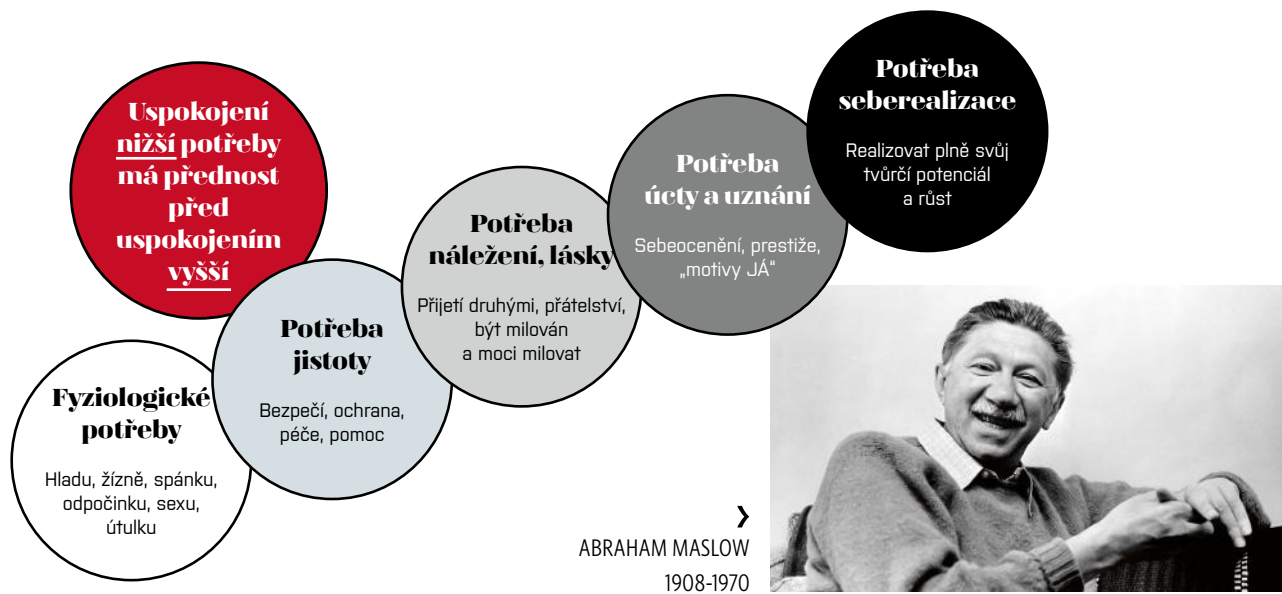 Uspokojení
nižší potřeby
má přednost
před
uspokojením
vyšší
Fyziologické
potřeby
Hladu, žízně, spánku,
odpočinku, sexu,
útulku
Potřeba
jistoty
Bezpečí, ochrana,
péče, pomoc
Potřeba
náležení, lásky
Přijetí druhými, přátelství,
být milován
a moci milovat
Potřeba
úcty a uznání
Sebeocenění, prestiže,
„motivy JÁ“
Potřeba
seberealizace
Realizovat plně svůj
tvůrčí potenciál
a růst
❯
ABRAHAM MASLOW
1908-1970